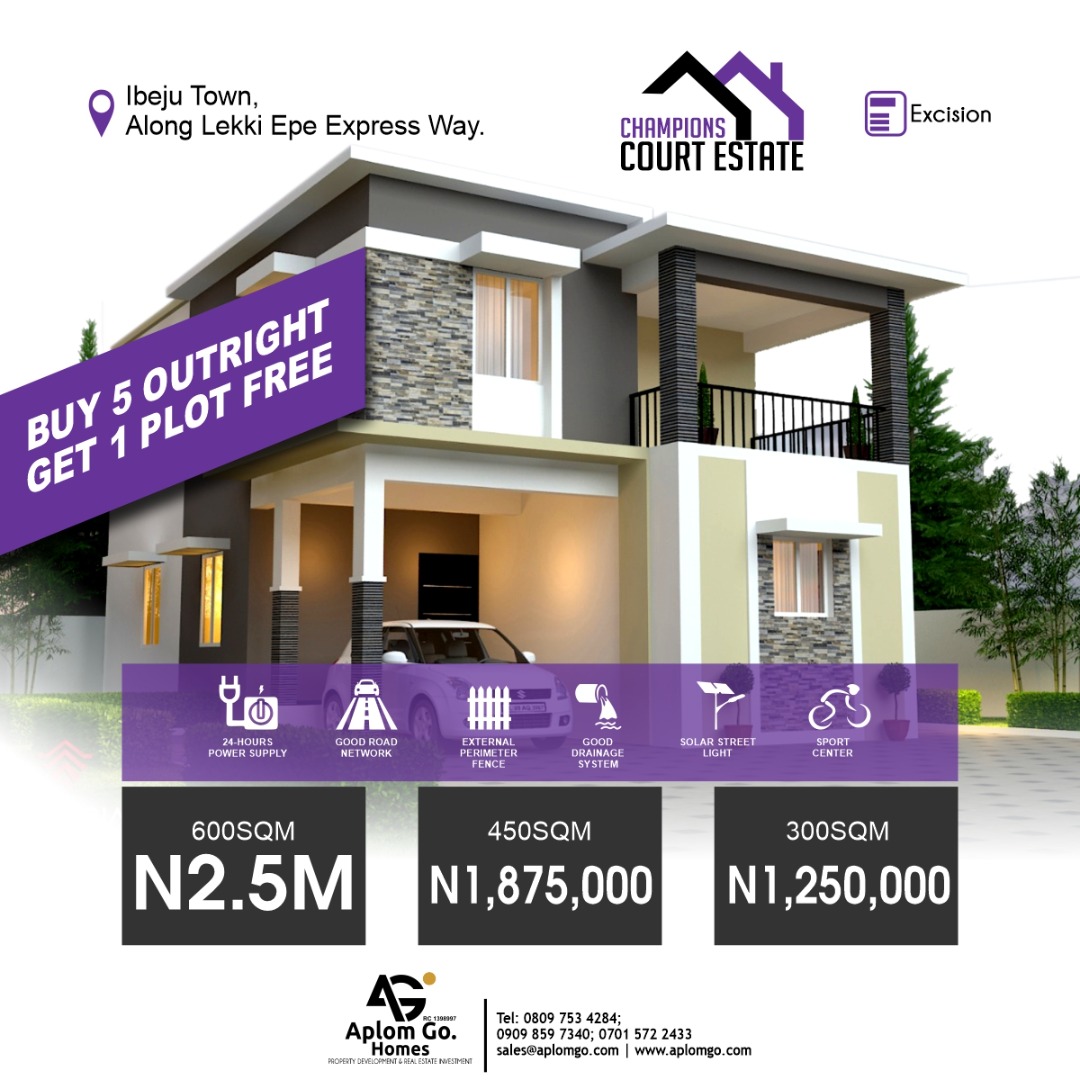 Ibeju Town,
Along Lekki Epe Express Way.
CHAMPIONS
COURT ESTATE
Excision
BUY 5 OUTRIGHT
GET 1 PLOT FREE
24-HOURS
POWER SUPPLY
GOOD ROAD
NETWORK
EXTERNAL
PERIMETER
FENCE
GOOD
DRAINAGE
SYSTEM
SOLAR STREET
LIGHT
SPORT
CENTER
600SQM
N2.5M
450SQM
N1,875,000
300SQM
N1,250,000
AG
RC 1398997
Aplom Go.
Homes
PROPERTY DEVELOPMENT & REAL ESTATE INVESTMENT
Tel: 0809 753 4284;
0909 859 7340; 0701 572 2433
sales@aplomgo.com | www.aplomgo.com